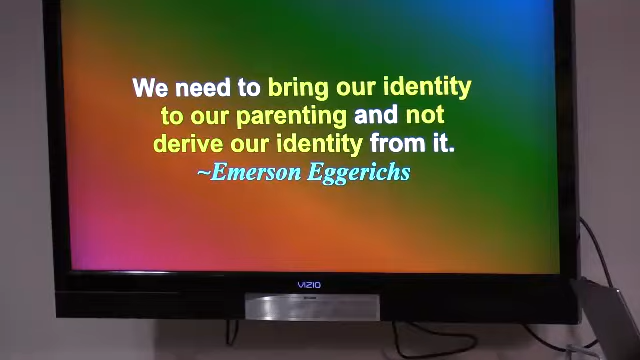 We need to bring our identity
to our parenting and not
derive our identity from it.
~Emerson Eggerichs
VIZIO